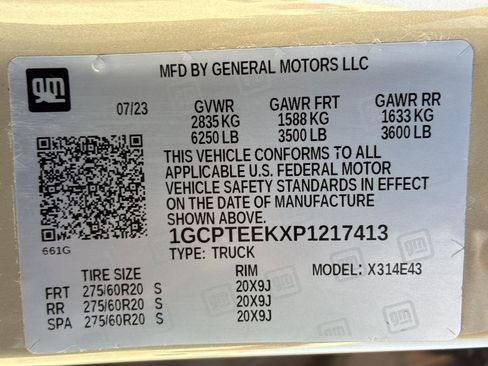 gm
MFD BY GENERAL MOTORS LLC
07/23 GVWR GAWR FRT GAWR RR
2835 KG 1588 KG 1633 KG
6250 LB 3500 LB 3600 LB
THIS VEHICLE CONFORMS TO ALL
APPLICABLE U.S. FEDERAL MOTOR
VEHICLE SAFETY STANDARDS IN EFFECT
ON THE DATE OF MANUFACTURE
SHOWN ABOVE.
661G
1GCPTEEKXP1217413
TYPE: TRUCK MODEL: X314E43
TIRE SIZE RIM
FRT 275/60R20 S 20X9J
RR 275/60R20 S 20X9J
SPA 275/60R20 S 20X9J